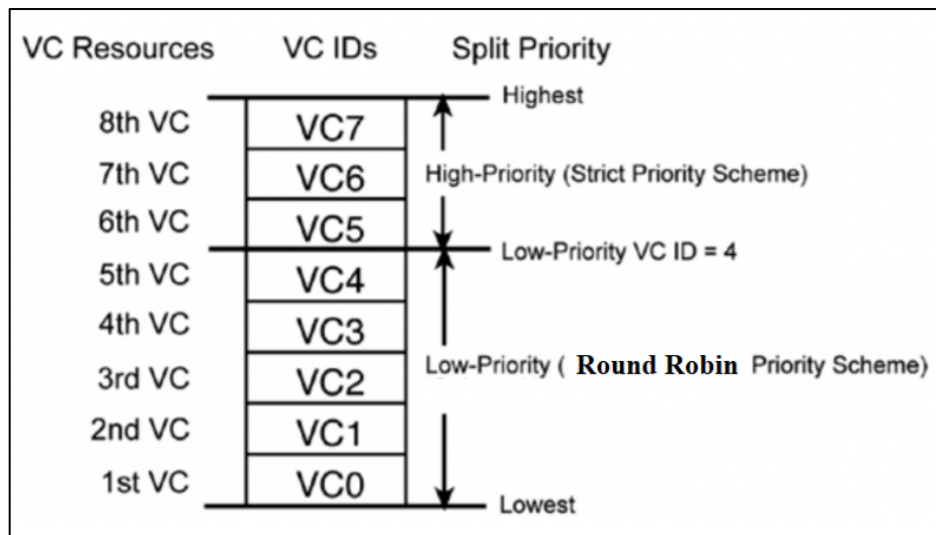 VC Resources VC IDs Split Priority
Highest
8th VC VC7
7th VC VC6 High-Priority (Strict Priority Scheme)
6th VC VC5
Low-Priority VC ID = 4
5th VC VC4
4th VC VC3
Low-Priority ( Round Robin Priority Scheme)
3rd VC VC2
2nd VC VC1
1st VC VC0
Lowest